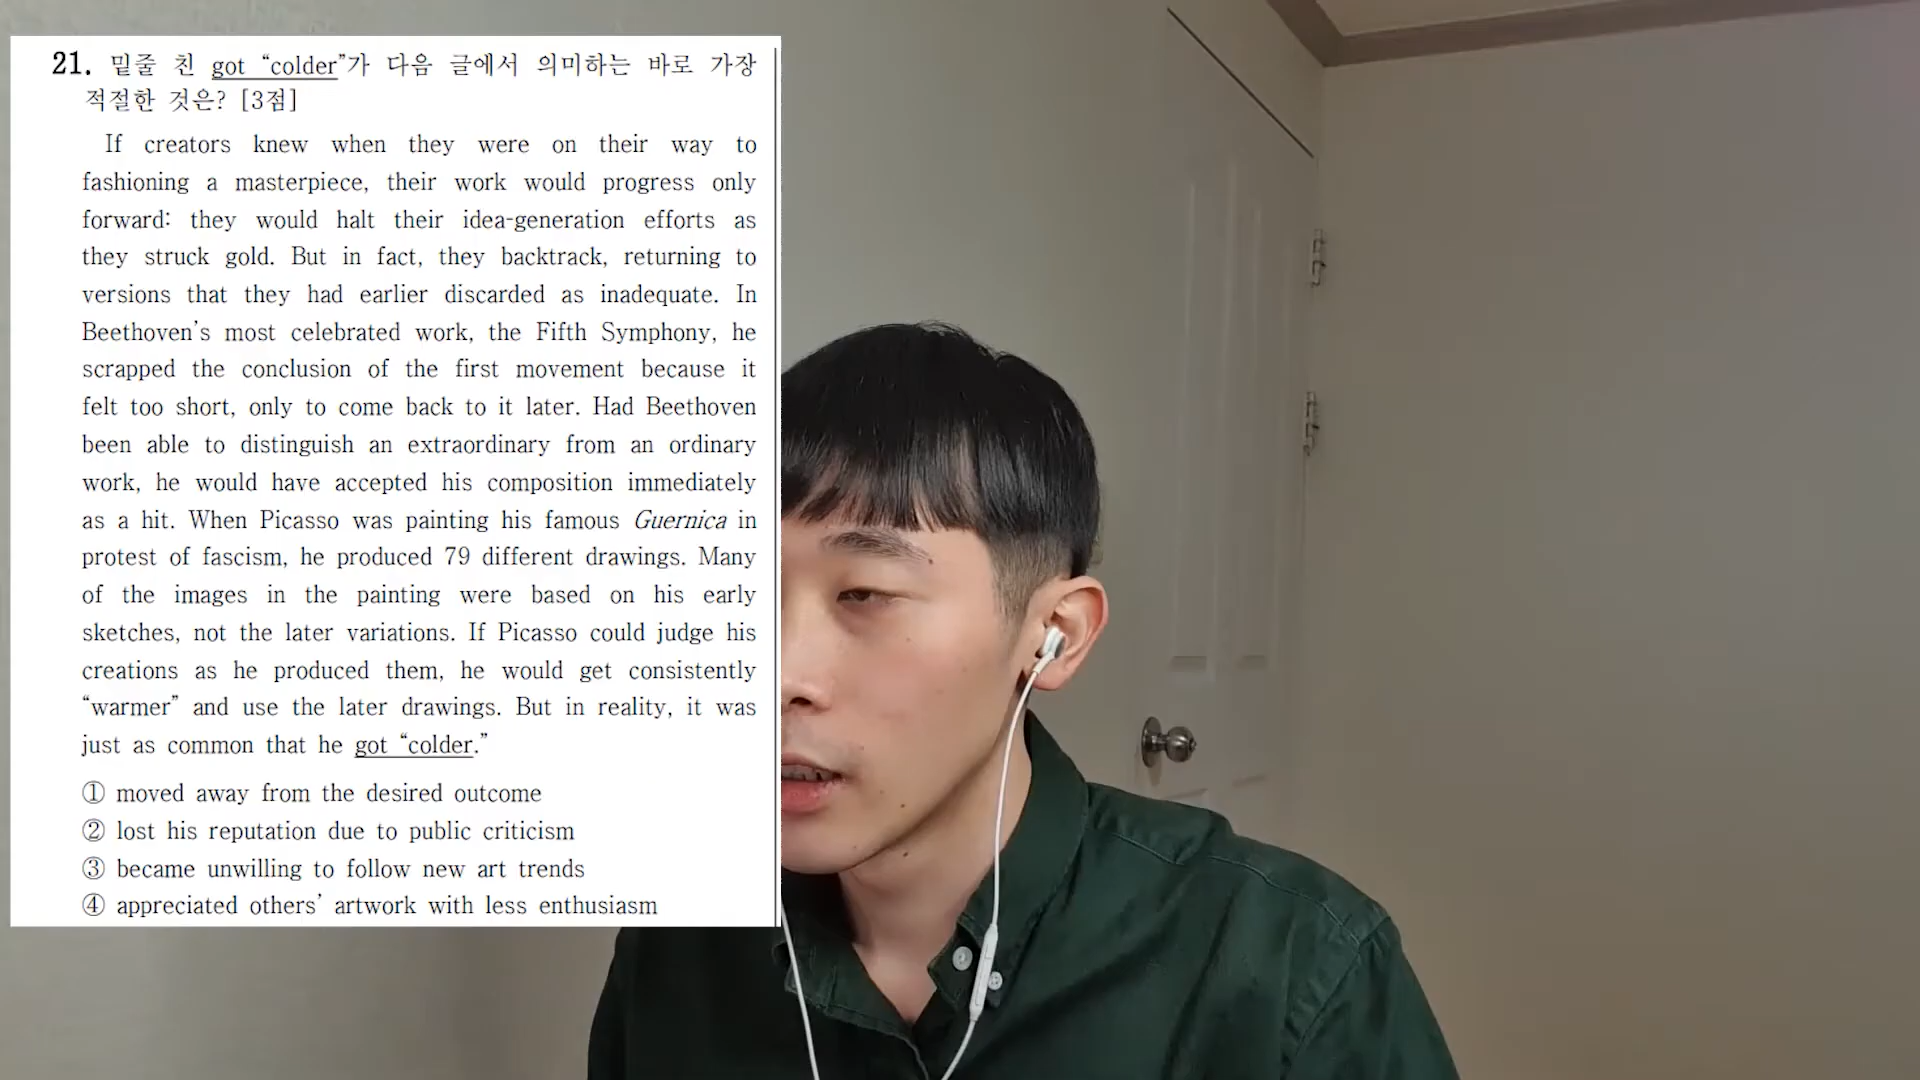 21. 밑줄 친 got “colder”가 다음 글에서 의미하는 바로 가장
적절한 것은? [3점]
If creators knew when they were on their way to
fashioning a masterpiece, their work would progress only
forward: they would halt their idea-generation efforts as
they struck gold. But in fact, they backtrack, returning to
versions that they had earlier discarded as inadequate. In
Beethoven’s most celebrated work, the Fifth Symphony, he
scrapped the conclusion of the first movement because it
felt too short, only to come back to it later. Had Beethoven
been able to distinguish an extraordinary from an ordinary
work, he would have accepted his composition immediately
as a hit. When Picasso was painting his famous Guernica in
protest of fascism, he produced 79 different drawings. Many
of the images in the painting were based on his early
sketches, not the later variations. If Picasso could judge his
creations as he produced them, he would get consistently
“warmer” and use the later drawings. But in reality, it was
just as common that he got “colder.”
① moved away from the desired outcome
② lost his reputation due to public criticism
③ became unwilling to follow new art trends
④ appreciated others’ artwork with less enthusiasm